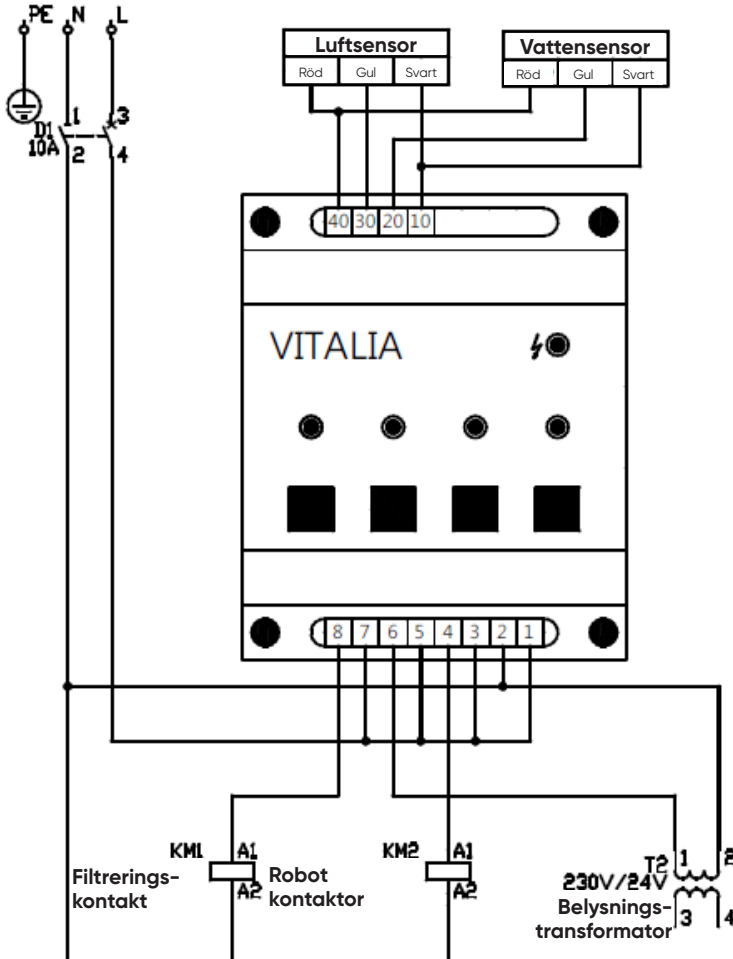 PE N L
Luftsensor
Röd Gul Svart
Vattensensor
Röd Gul Svart
D1
10A
1 3
2 4
40 30 20 10
VITALIA
8 7 6 5 4 3 2 1
KM1 A1
A2
Filtrerings-
kontakt
Robot
kontaktor
KM2 A1
A2
T2 1 2
230V/24V
3 4
Belysnings-
transformator